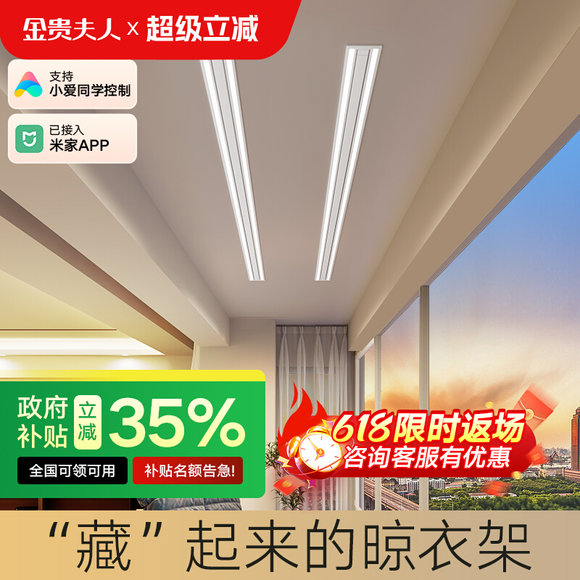 金贵夫人 X 超级立减
支持
小爱同学控制
已接入
米家APP
政府
补贴
立减
35%
全国可领可用
补贴名额告急!
618限时返场
咨询客服有优惠
“藏”起来的晾衣架